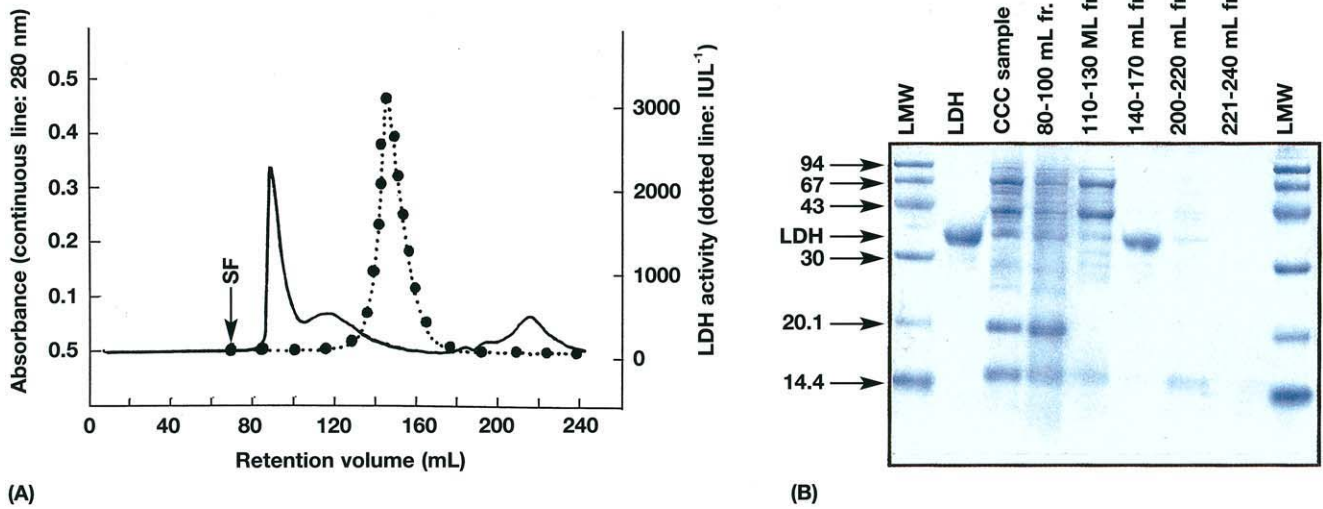 Absorbance (continuous line: 280 nm)
0.5
0.4
0.3
0.2
0.1
0.5
SF
3000
2000
1000
0
LDH activity (dotted line: IUL-1)
0 40 80 120 160 200 240
Retention volume (mL)
(A)
LMW
LDH
CCC sample
80-100 mL fr.
110-130 ML fr
140-170 mL fr
200-220 mL fr
221-240 mL fr
LMW
94
67
43
LDH
30
20.1
14.4
(B)